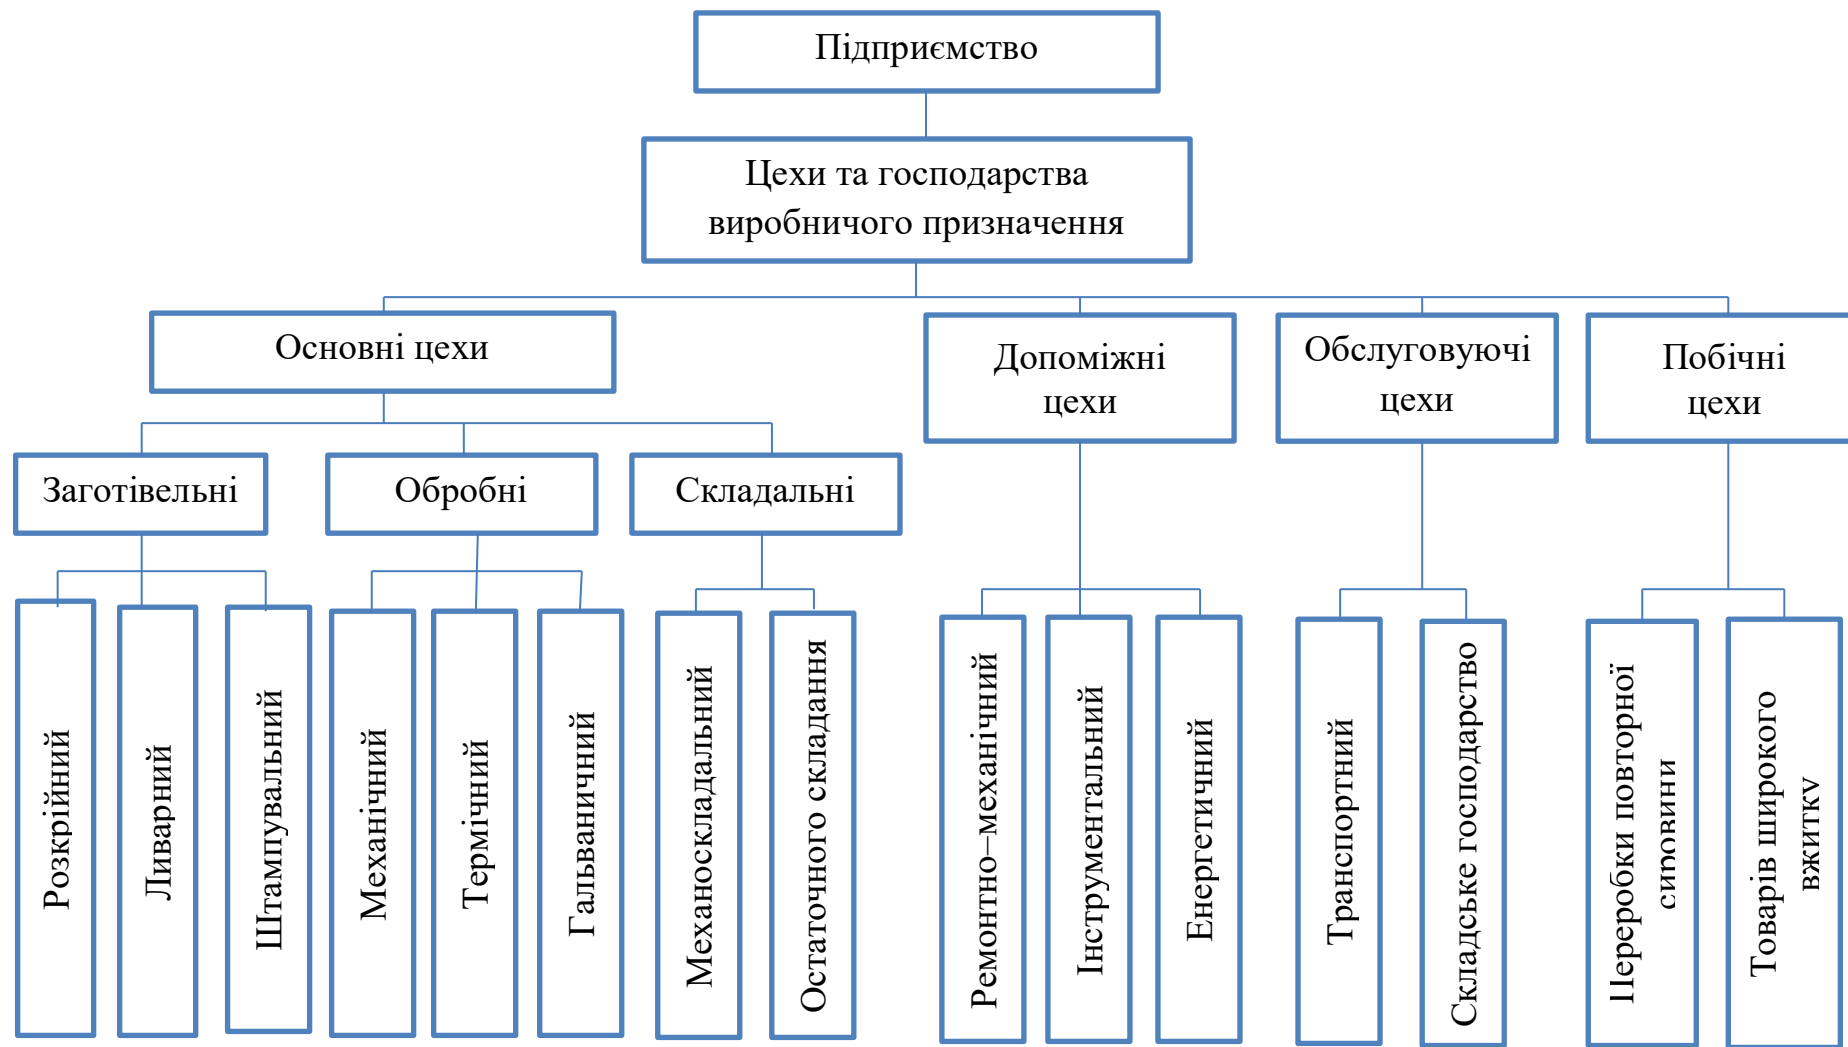 Підприємство
Цехи та господарства
виробничого призначення
Основні цехи
Допоміжні
цехи
Обслуговуючі
цехи
Побічні
цехи
Заготівельні
Обробні
Складальні
Розкрійний
Ливарний
Штампувальний
Механічний
Термічний
Гальваничний
Механоскладальний
Остаточного складання
Ремонтно–механічний
Інструментальний
Енергетичний
Транспортний
Складське господарство
Переробки повторної
сировини
Товарів широкого
вжитку